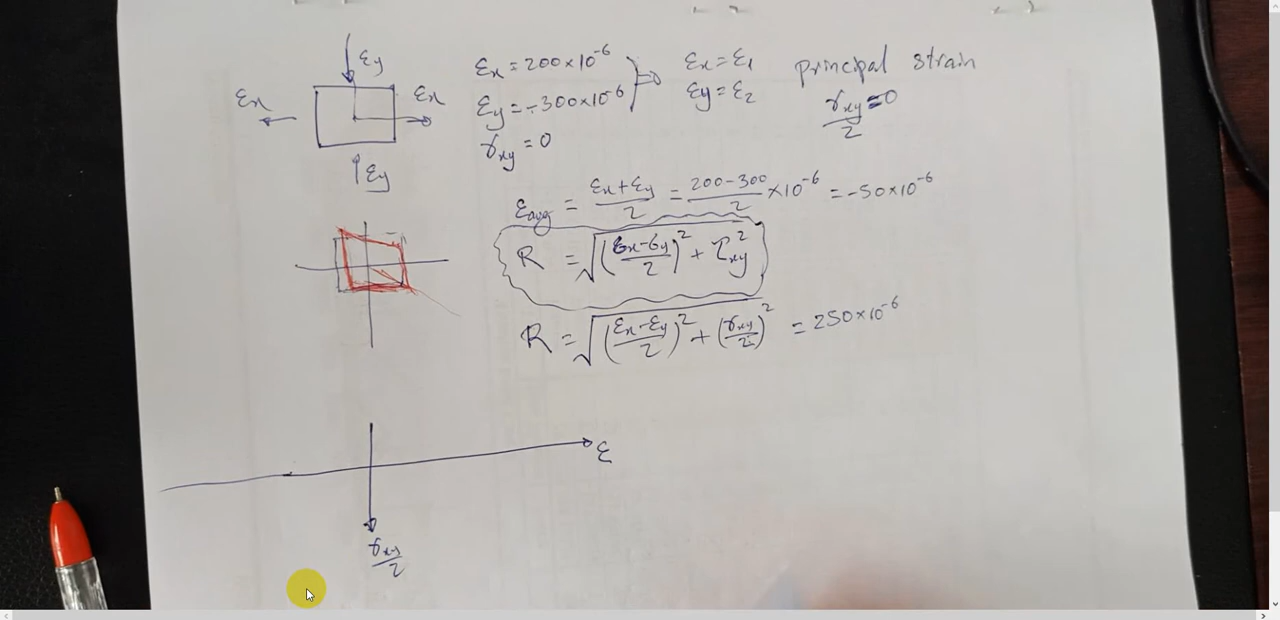 εy
εx εx
εy
εx = 200×10⁻⁶
εy = -300×10⁻⁶
γxy = 0
εx = ε1 principal strain
εy = ε2
γxy/2 = 0
εavg = (εx+εy)/2 = (200-300)/2 ×10⁻⁶ = -50×10⁻⁶
R = √(((σx-σy)/2)² + τxy²)
R = √(((εx-εy)/2)² + (γxy/2)²) = 250×10⁻⁶
ε
γxy/2